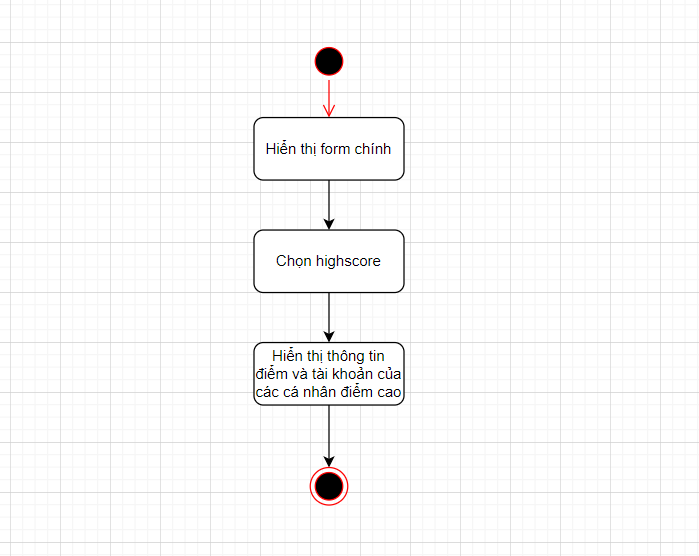 Hiển thị form chính
Chọn highscore
Hiển thị thông tin
điểm và tài khoản của
các cá nhân điểm cao